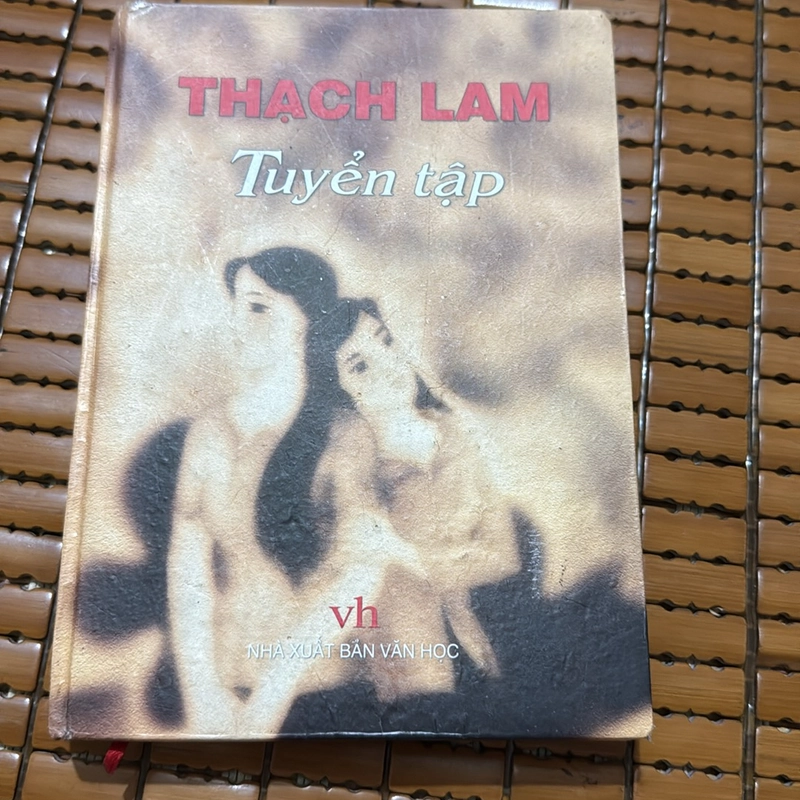 THẠCH LAM
Tuyển tập
vh
NHÀ XUẤT BẢN VĂN HỌC